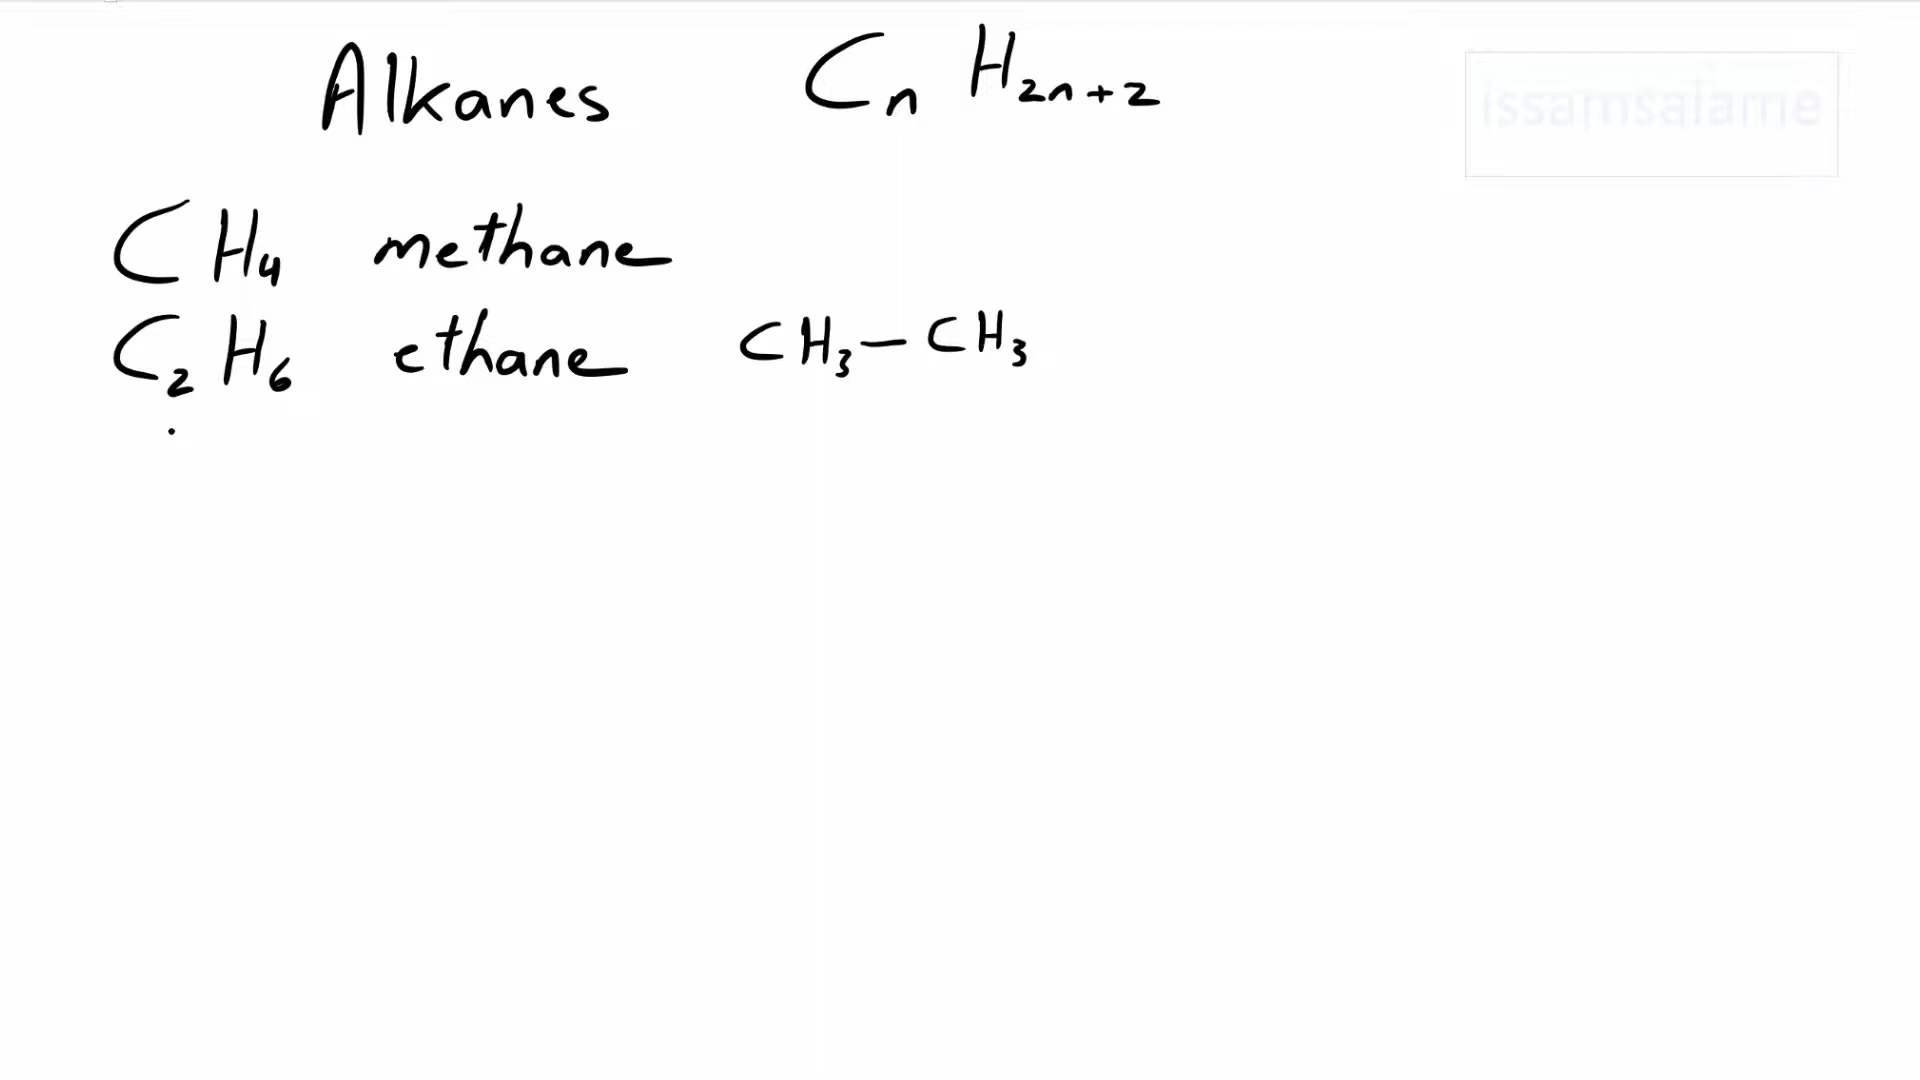 Alkanes CₙH₂ₙ₊₂
issamsalame
CH₄ methane
C₂H₆ ethane CH₃–CH₃